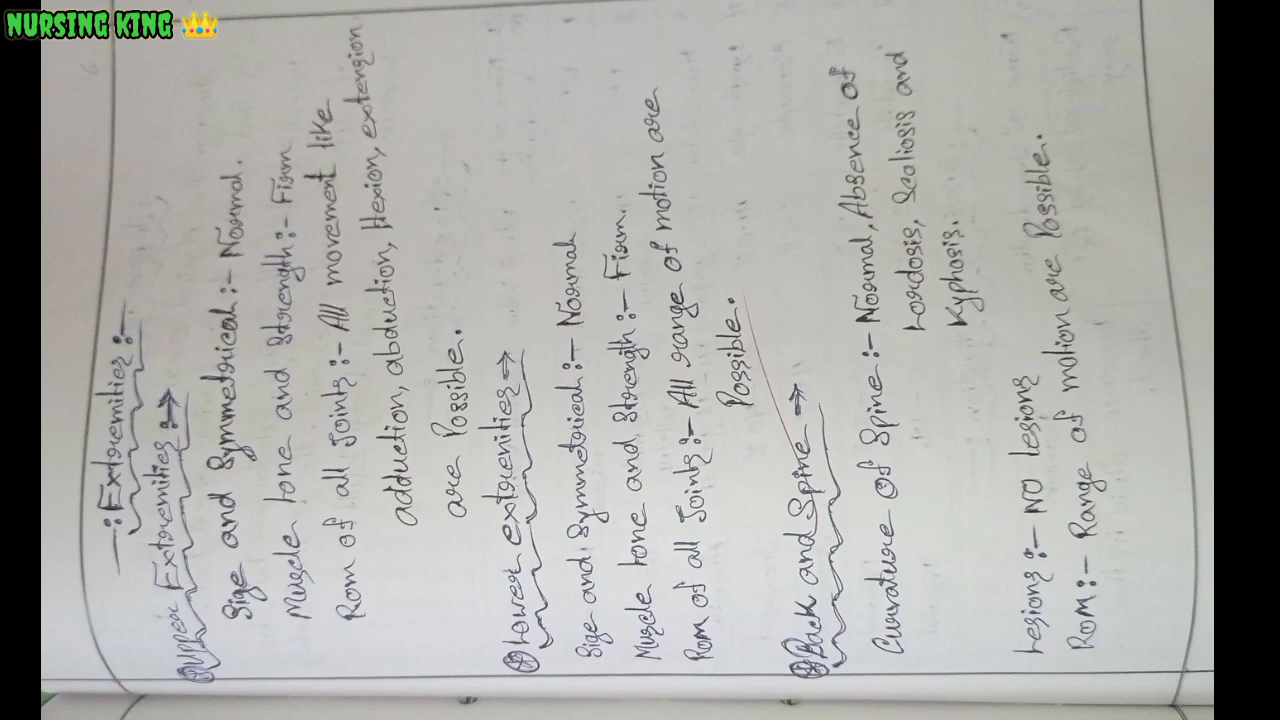 NURSING KING 👑
—:Extremities:—
Upper Extremities :→
Size and Symmetrical :- Normal.
Muscle tone and Strength :- Firm
Rom of all Joints :- All movement like
adduction, abduction, flexion, extension
are Possible.
Lower extremities →
Size and Symmetrical :- Normal
Muscle tone and Strength :- Firm.
Rom of all Joints :- All range of motion are
Possible.
Back and Spine →
Curvature Of Spine :- Normal, Absence of
Lordosis, Scoliosis and
Kyphosis.
Lesions :- NO lesions
ROM :- Range of motion are Possible.